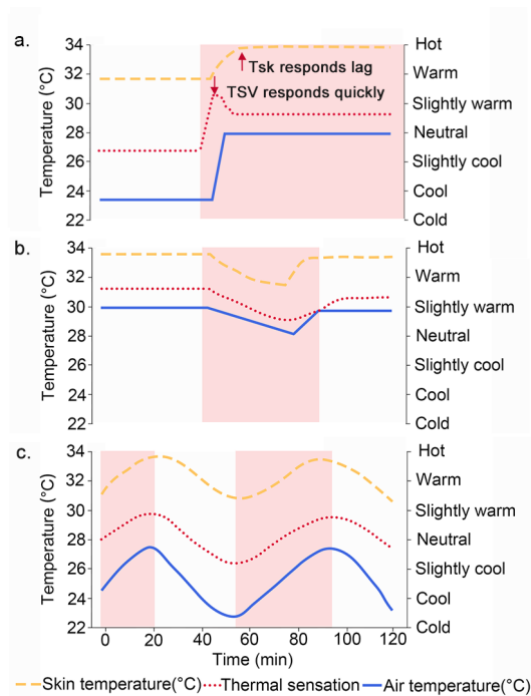 a.
Temperature (°C)
34
32
30
28
26
24
22
Tsk responds lag
TSV responds quickly
Hot
Warm
Slightly warm
Neutral
Slightly cool
Cool
Cold
b.
Temperature (°C)
34
32
30
28
26
24
22
Hot
Warm
Slightly warm
Neutral
Slightly cool
Cool
Cold
c.
Temperature (°C)
34
32
30
28
26
24
22
Hot
Warm
Slightly warm
Neutral
Slightly cool
Cool
Cold
0 20 40 60 80 100 120
Time (min)
Skin temperature(°C) Thermal sensation Air temperature(°C)